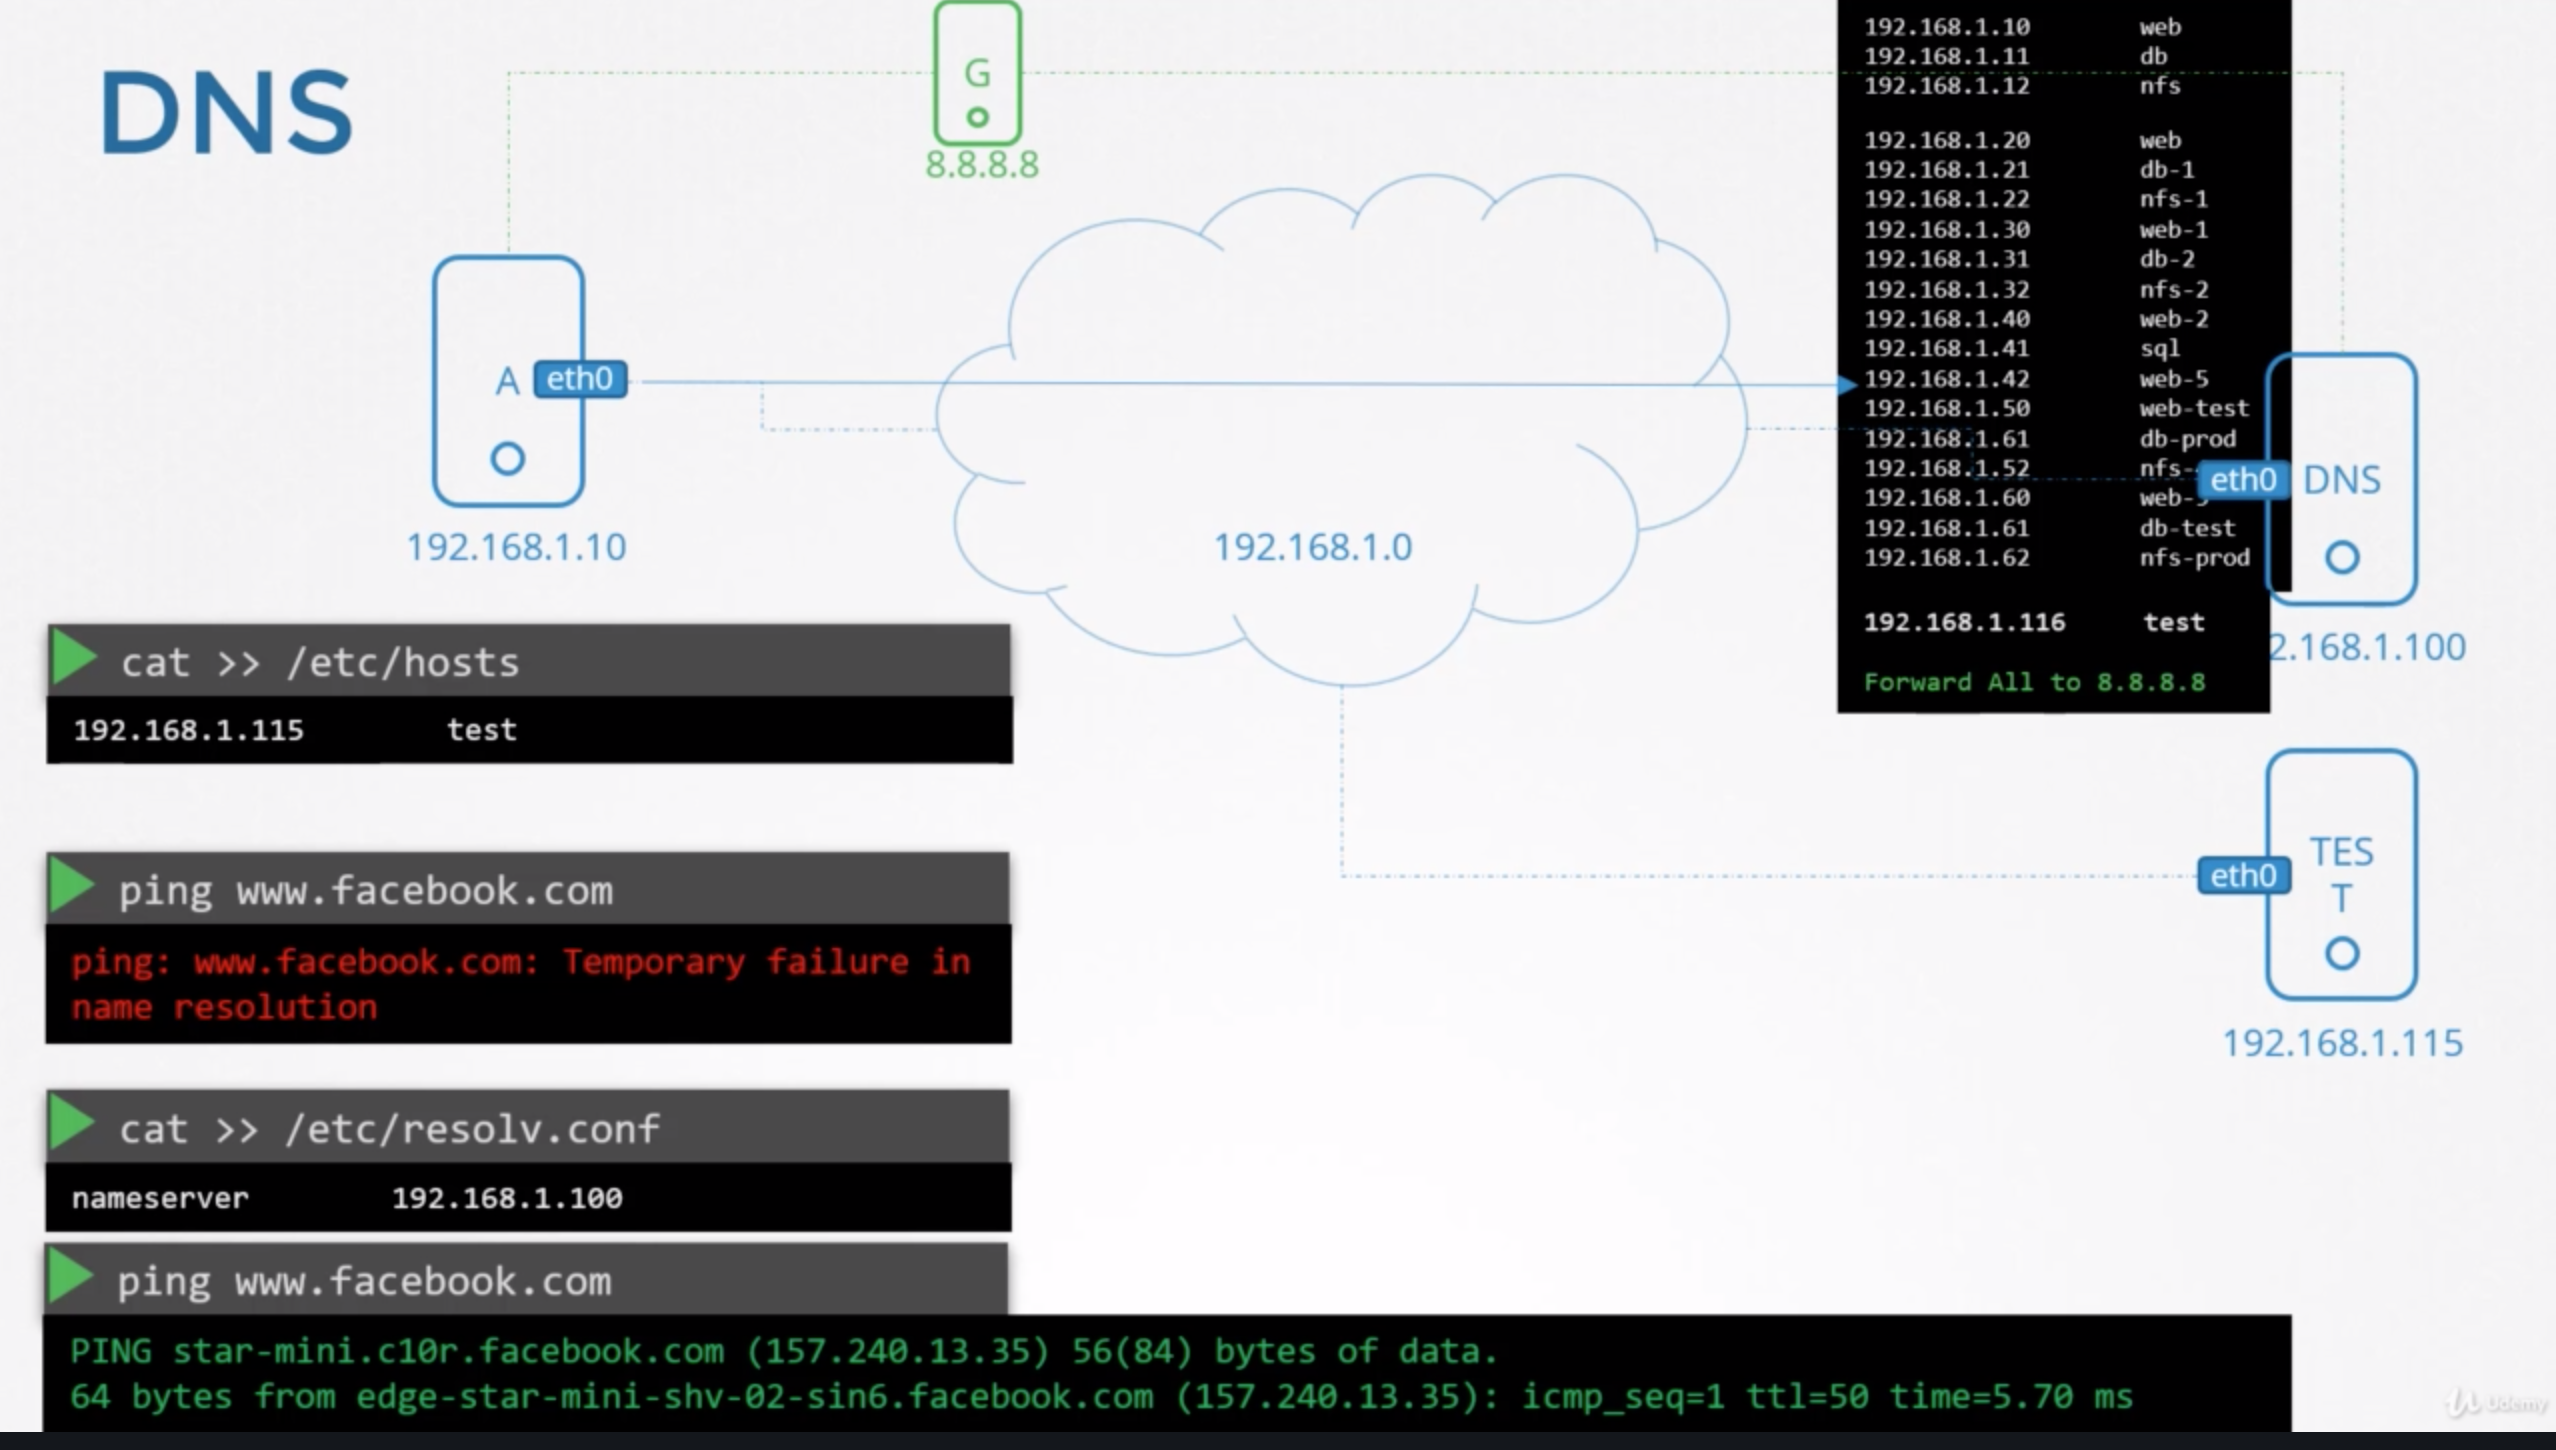 DNS
G
8.8.8.8
192.168.1.10 web
192.168.1.11 db
192.168.1.12 nfs
192.168.1.20 web
192.168.1.21 db-1
192.168.1.22 nfs-1
192.168.1.30 web-1
192.168.1.31 db-2
192.168.1.32 nfs-2
192.168.1.40 web-2
192.168.1.41 sql
192.168.1.42 web-5
192.168.1.50 web-test
192.168.1.61 db-prod
192.168.1.52 nfs-
192.168.1.60 web-
192.168.1.61 db-test
192.168.1.62 nfs-prod
192.168.1.116 test
Forward All to 8.8.8.8
A eth0
192.168.1.10
192.168.1.0
eth0 DNS
2.168.1.100
cat >> /etc/hosts
192.168.1.115 test
ping www.facebook.com
ping: www.facebook.com: Temporary failure in
name resolution
eth0
TES
T
192.168.1.115
cat >> /etc/resolv.conf
nameserver 192.168.1.100
ping www.facebook.com
PING star-mini.c10r.facebook.com (157.240.13.35) 56(84) bytes of data.
64 bytes from edge-star-mini-shv-02-sin6.facebook.com (157.240.13.35): icmp_seq=1 ttl=50 time=5.70 ms
Udemy